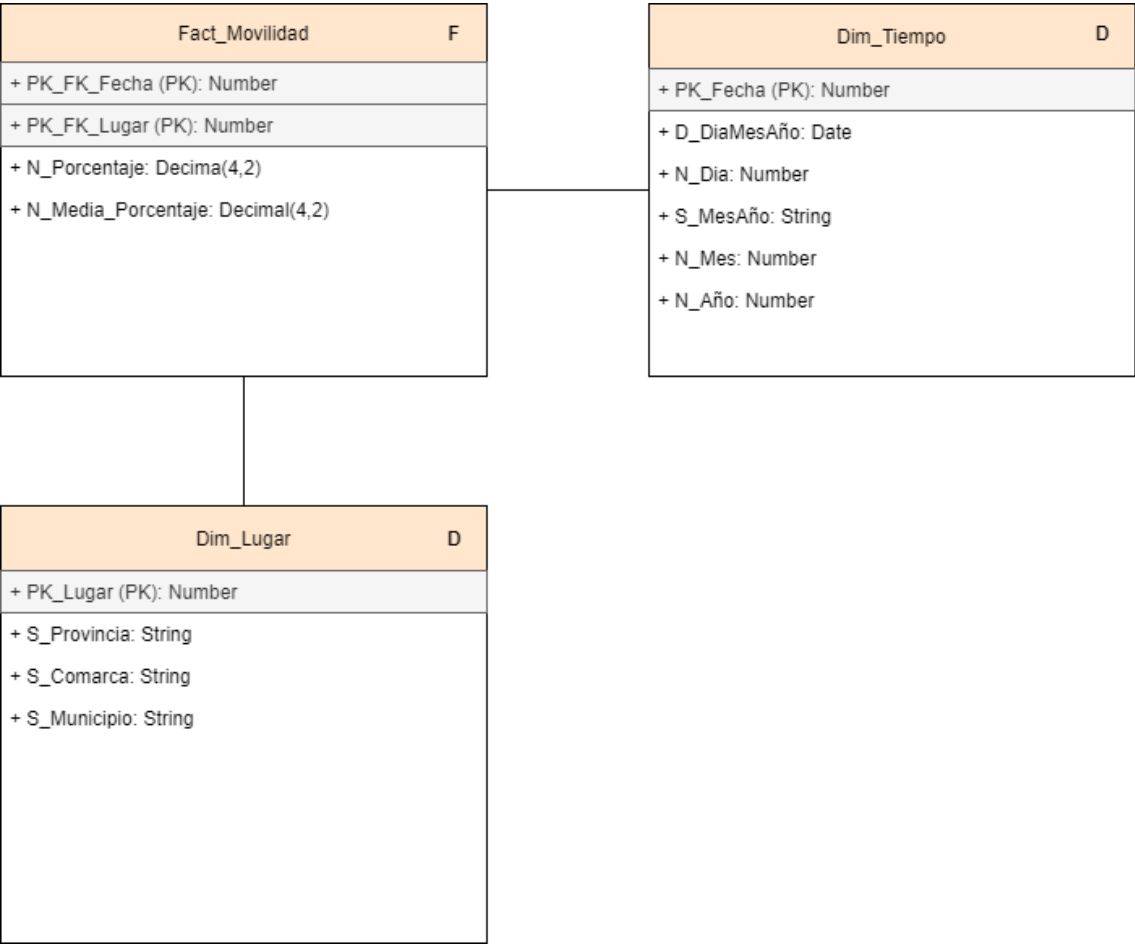 Fact_Movilidad F
+ PK_FK_Fecha (PK): Number
+ PK_FK_Lugar (PK): Number
+ N_Porcentaje: Decima(4,2)
+ N_Media_Porcentaje: Decimal(4,2)
Dim_Tiempo D
+ PK_Fecha (PK): Number
+ D_DiaMesAño: Date
+ N_Dia: Number
+ S_MesAño: String
+ N_Mes: Number
+ N_Año: Number
Dim_Lugar D
+ PK_Lugar (PK): Number
+ S_Provincia: String
+ S_Comarca: String
+ S_Municipio: String